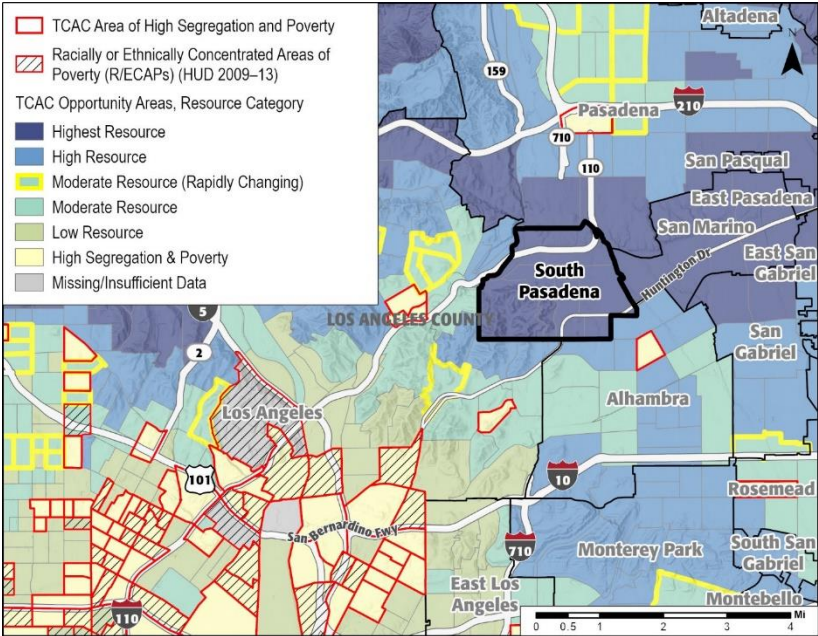 TCAC Area of High Segregation and Poverty
Racially or Ethnically Concentrated Areas of
Poverty (R/ECAPs) (HUD 2009–13)
TCAC Opportunity Areas, Resource Category
Highest Resource
High Resource
Moderate Resource (Rapidly Changing)
Moderate Resource
Low Resource
High Segregation & Poverty
Missing/Insufficient Data
Altadena
N
159
Pasadena
210
710
110
San Pasqual
East Pasadena
San Marino
South
Pasadena
Huntington Dr
East San
Gabriel
5
LOS ANGELES COUNTY
2
San
Gabriel
Los Angeles
Alhambra
101
10
Rosemead
San Bernardino Fwy
710
Monterey Park
South San
Gabriel
East Los
Angeles
Montebello
110
0 0.5 1 2 3 4 Mi